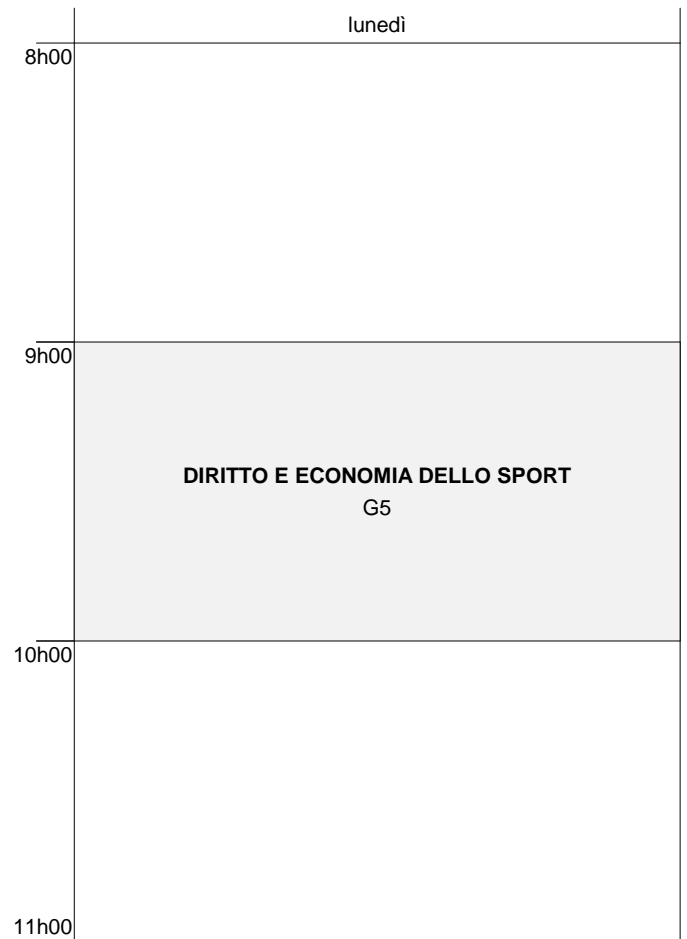 lunedì
8h00
9h00
DIRITTO E ECONOMIA DELLO SPORT
G5
10h00
11h00